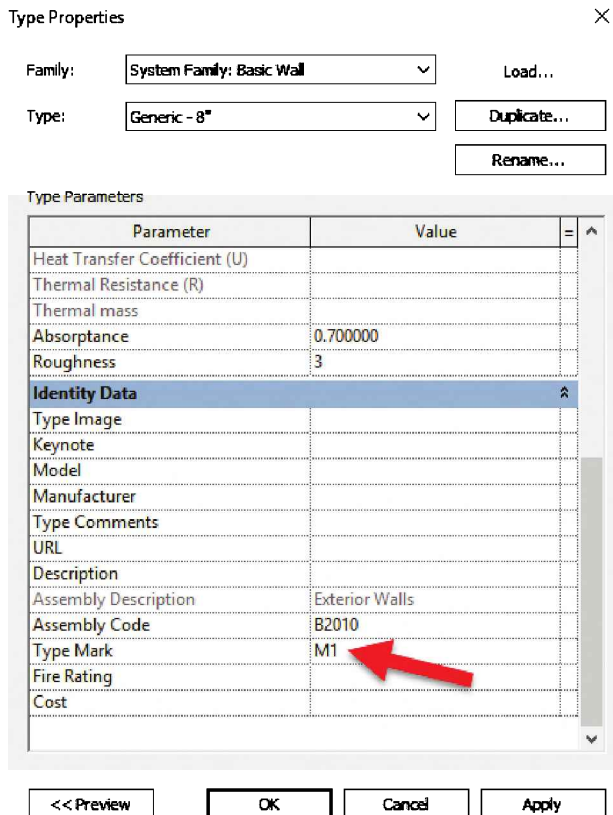 Type Properties
Family: System Family: Basic Wall Load...
Type: Generic - 8" Duplicate...
Rename...
Type Parameters
Parameter Value =
Heat Transfer Coefficient (U)
Thermal Resistance (R)
Thermal mass
Absorptance 0.700000
Roughness 3
Identity Data
Type Image
Keynote
Model
Manufacturer
Type Comments
URL
Description
Assembly Description Exterior Walls
Assembly Code B2010
Type Mark M1
Fire Rating
Cost
<< Preview OK Cancel Apply